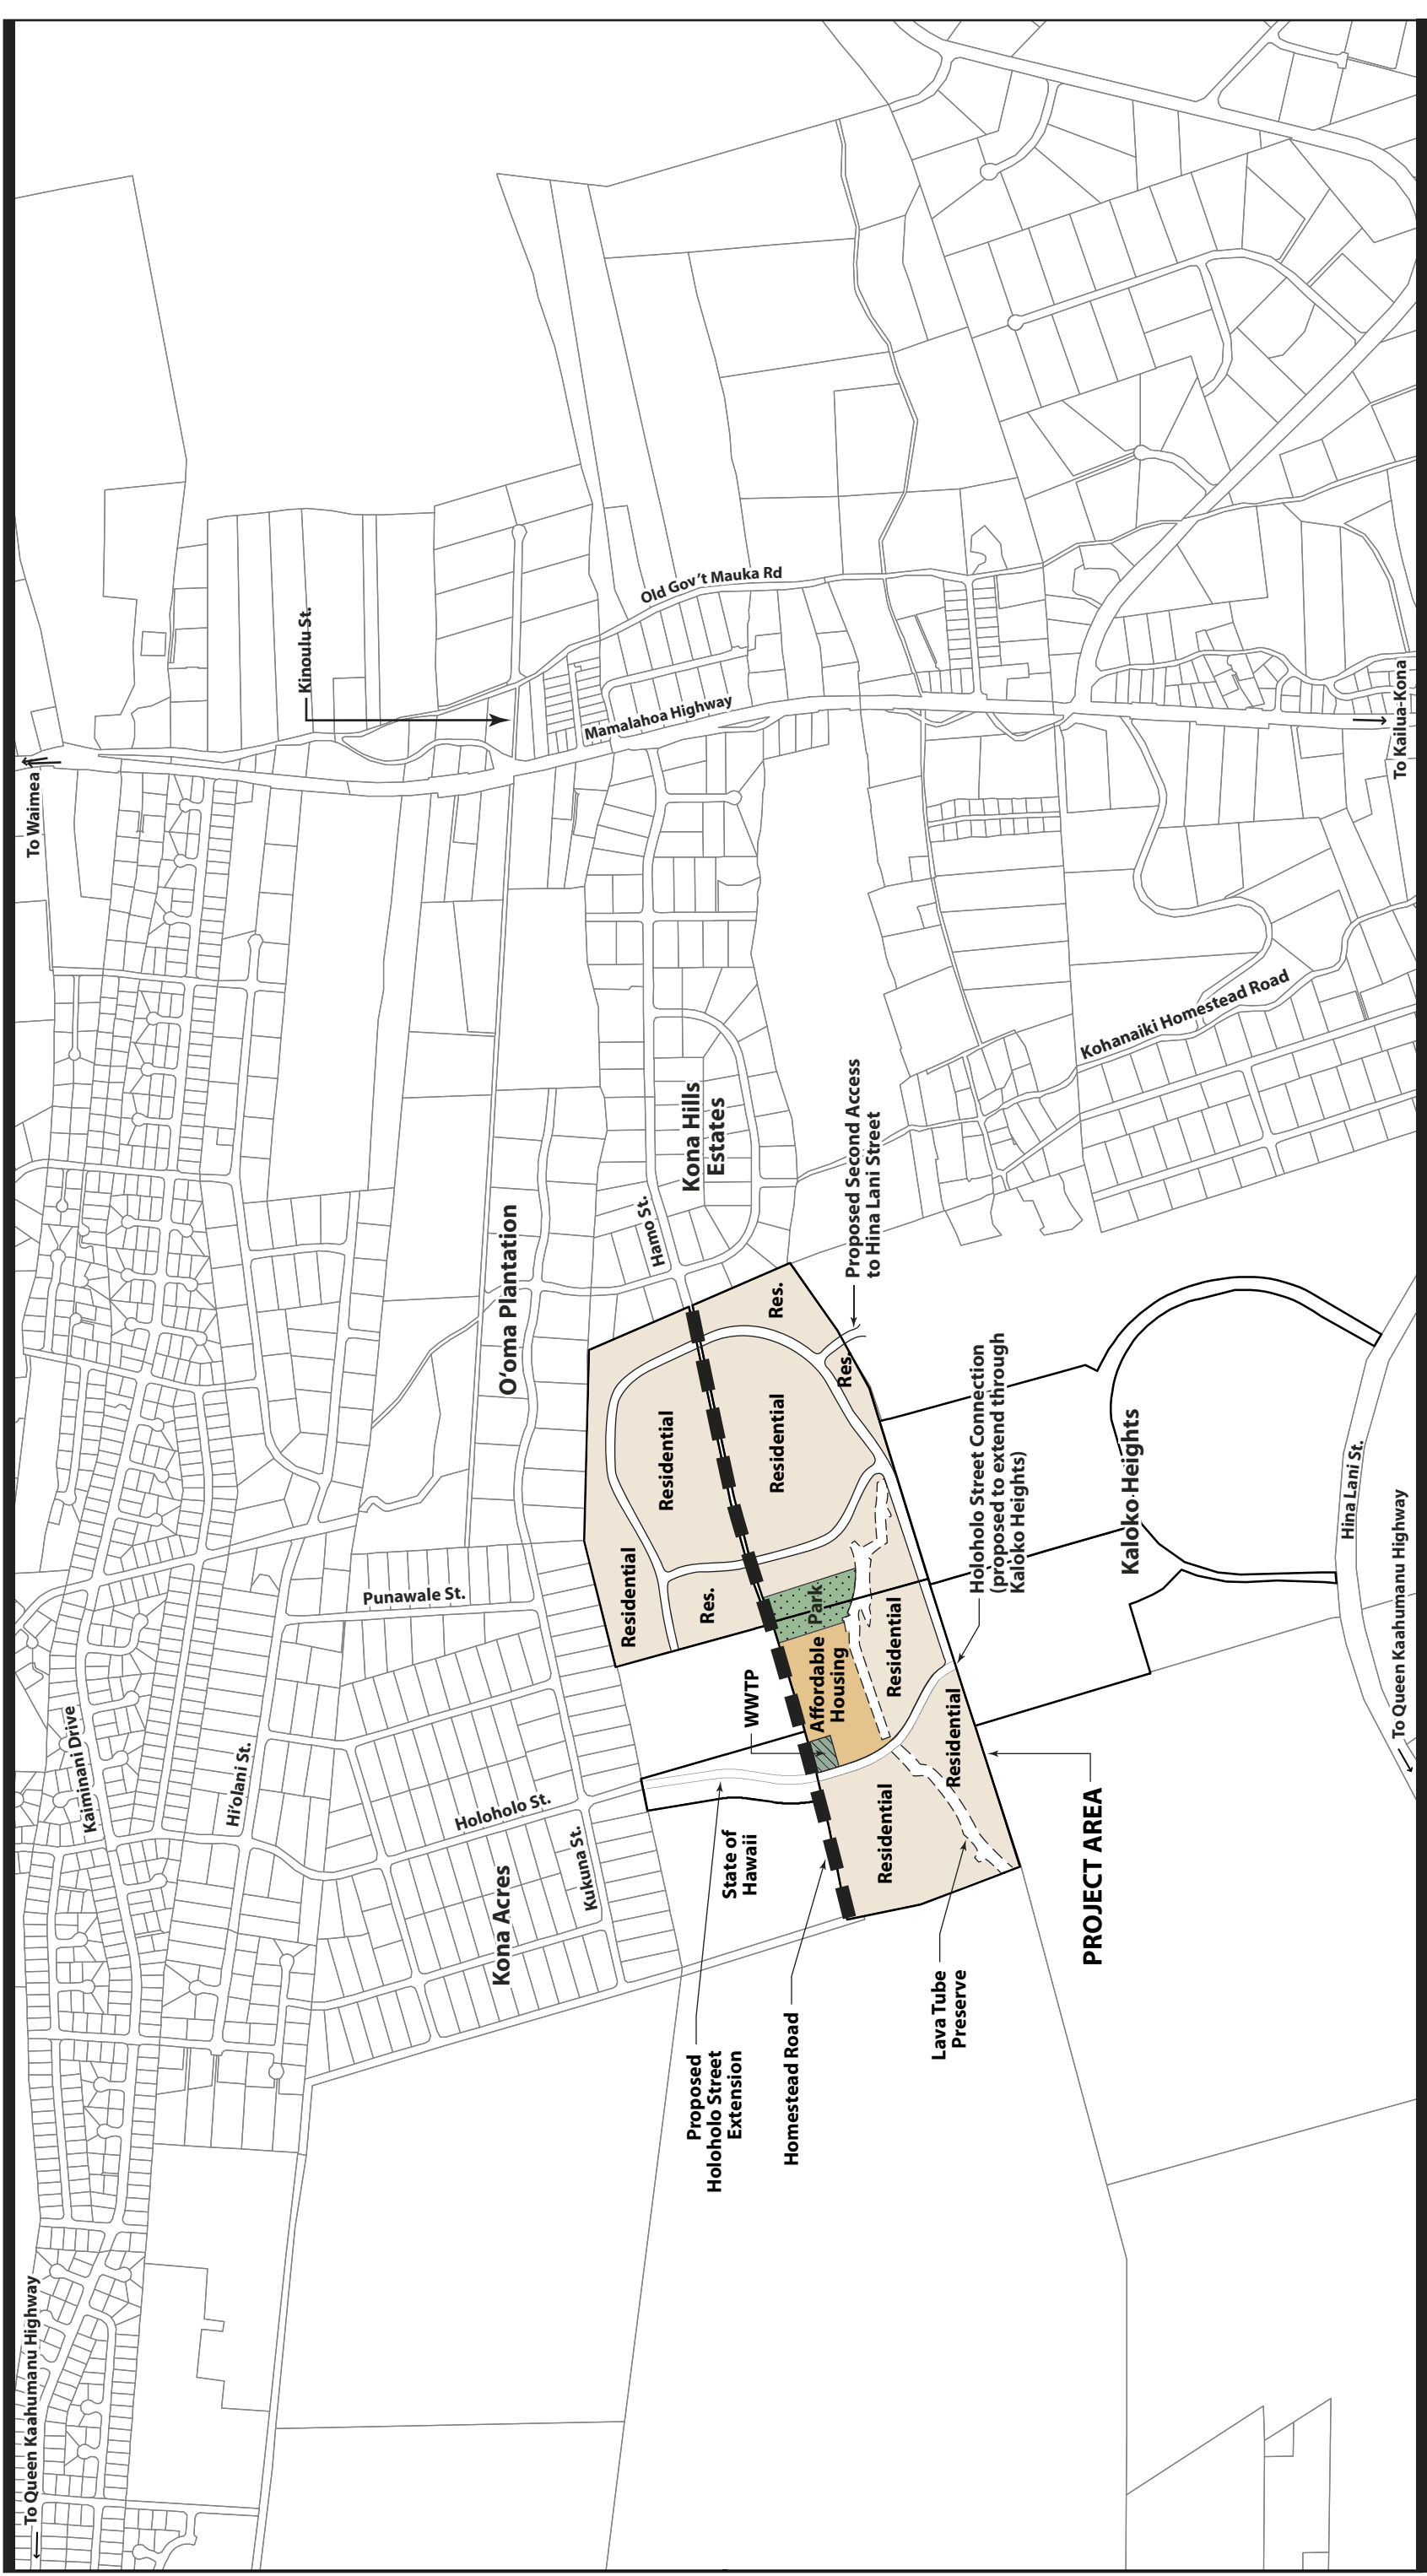 To Waimea
Kinoulu St.
Old Gov't Mauka Rd
Mamalahoa Highway
To Kailua-Kona
Kohanaiki Homestead Road
Kona Hills
Estates
Hamo St.
O‘oma Plantation
Proposed Second Access
to Hina Lani Street
Res.
Res.
Residential
Residential
Residential
Res.
Park
Affordable
Housing
Residential
Residential
Residential
WWTP
Holoholo Street Connection
(proposed to extend through
Kaloko Heights)
Kaloko Heights
Hina Lani St.
To Queen Kaahumanu Highway
Punawale St.
Kaiminani Drive
Hi‘olani St.
Holoholo St.
Kukuna St.
Kona Acres
State of
Hawaii
PROJECT AREA
Proposed
Holoholo Street
Extension
Homestead Road
Lava Tube
Preserve
To Queen Kaahumanu Highway